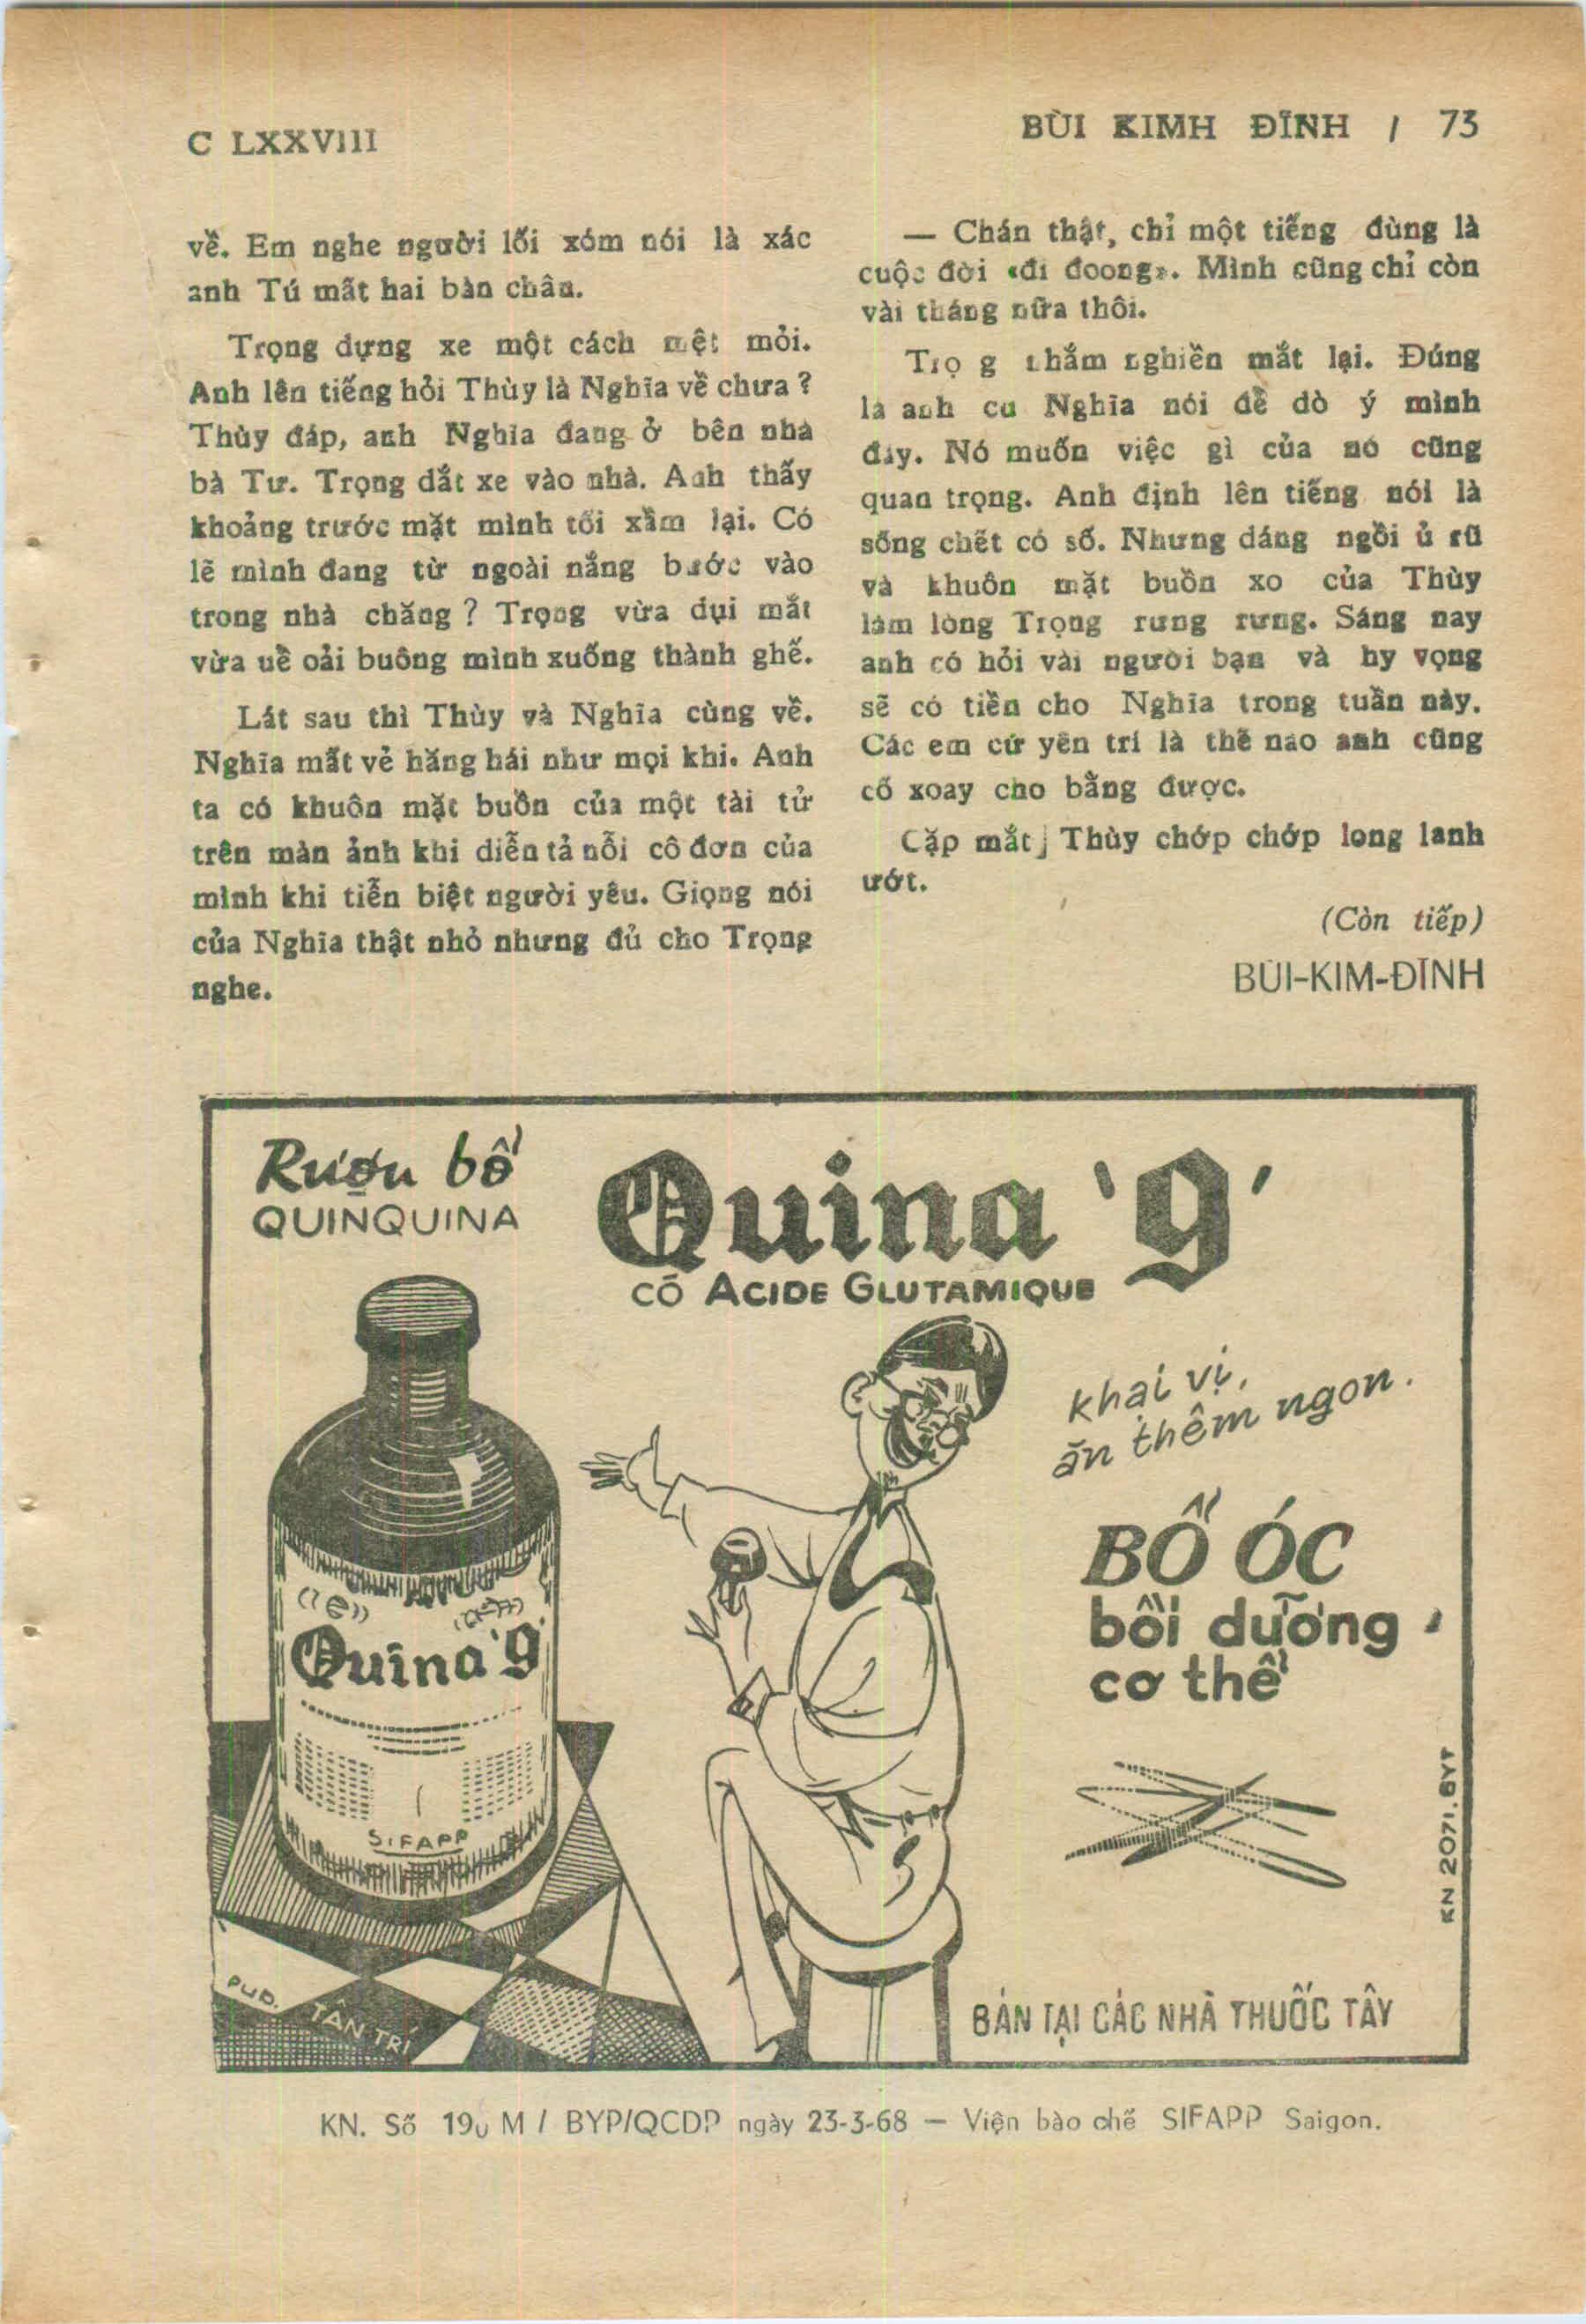 C LXXVIII
BÙI KIMH ĐĨNH / 73
về. Em nghe người lối xóm nói là xác
anh Tú mất hai bàn chân.
Trọng dựng xe một cách mệt mỏi.
Anh lên tiếng hỏi Thùy là Nghĩa về chưa ?
Thùy đáp, anh Nghĩa đang ở bên nhà
bà Tư. Trọng dắt xe vào nhà. Anh thấy
khoảng trước mặt mình tối xầm lại. Có
lẽ mình đang từ ngoài nắng bước vào
trong nhà chăng ? Trọng vừa dụi mắt
vừa uể oải buông mình xuống thành ghế.
Lát sau thì Thùy và Nghĩa cùng về.
Nghĩa mất vẻ hăng hái như mọi khi. Anh
ta có khuôn mặt buồn của một tài tử
trên màn ảnh khi diễn tả nỗi cô đơn của
mình khi tiễn biệt người yêu. Giọng nói
của Nghĩa thật nhỏ nhưng đủ cho Trọng
nghe.
— Chán thật, chỉ một tiếng đùng là
cuộc đời «đi đoong». Mình cũng chỉ còn
vài tháng nữa thôi.
Trọ g thầm nghiền mắt lại. Đúng
là anh cu Nghĩa nói để dò ý mình
đây. Nó muốn việc gì của nó cũng
quan trọng. Anh định lên tiếng nói là
sống chết có số. Nhưng dáng ngồi ủ rũ
và khuôn mặt buồn xo của Thùy
làm lòng Trọng rưng rưng. Sáng nay
anh có hỏi vài người bạn và hy vọng
sẽ có tiền cho Nghĩa trong tuần này.
Các em cứ yên trí là thế nào anh cũng
cố xoay cho bằng được.
Cặp mắt Thùy chớp chớp long lanh
ướt.
(Còn tiếp)
BÙI-KIM-ĐĨNH
Rượu bổ
QUINQUINA
Quina 'g'
CÓ ACIDE GLUTAMIQUE
khai vị,
ăn thêm ngon.
BỔ ÓC
bồi dưỡng
cơ thể
Quina 'g'
SIFAPP
KN 2071.BYT
PUB. TÂN TRÍ
BÁN TẠI CÁC NHÀ THUỐC TÂY
KN. Số M / BYP/QCDP ngày 23-3-68 — Viện bào chế SIFAPP Saigon.